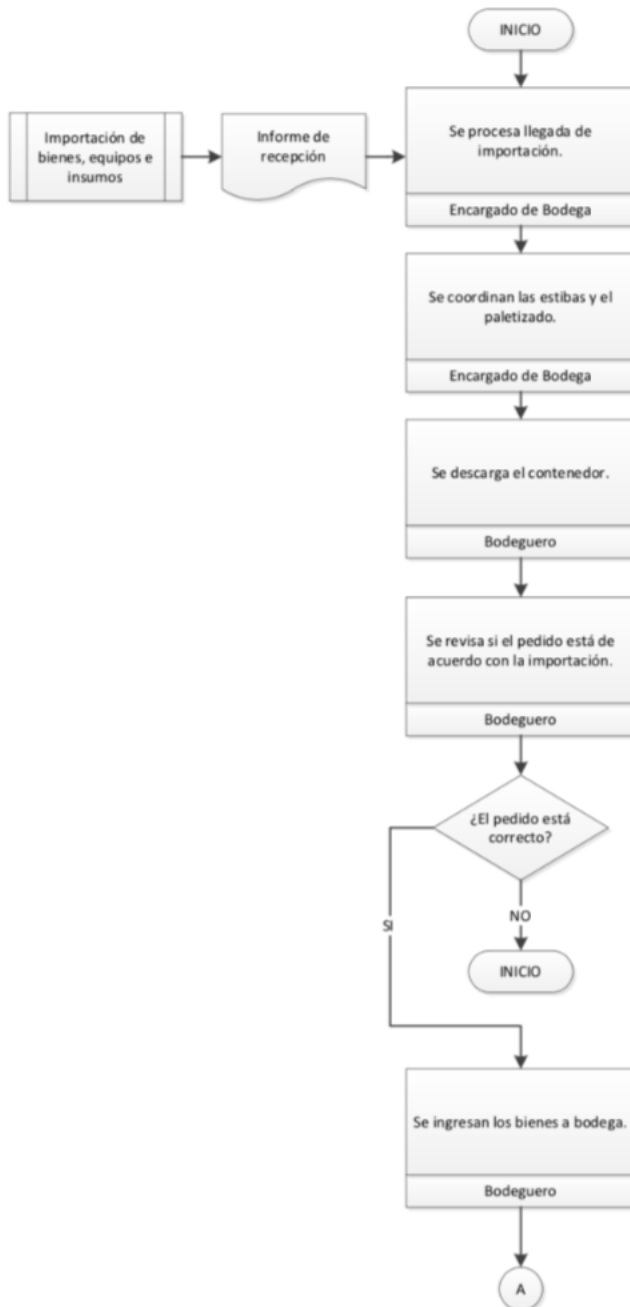 INICIO
Importación de
bienes, equipos e
insumos
Informe de
recepción
Se procesa llegada de
importación.
Encargado de Bodega
Se coordinan las estibas y el
paletizado.
Encargado de Bodega
Se descarga el contenedor.
Bodeguero
Se revisa si el pedido está de
acuerdo con la importación.
Bodeguero
¿El pedido está
correcto?
NO
SI
INICIO
Se ingresan los bienes a bodega.
Bodeguero
A